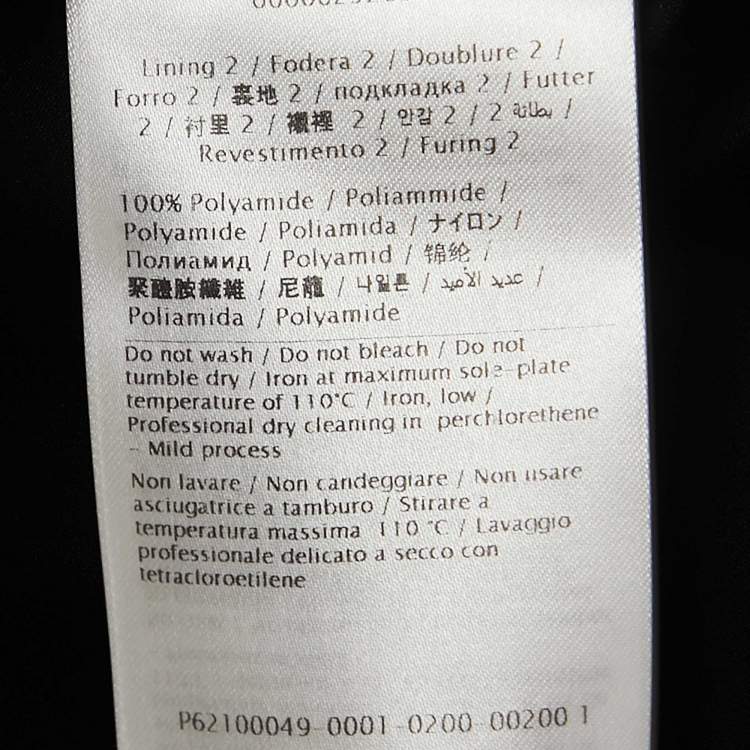 Lining 2 / Fodera 2 / Doublure 2 /
Forro 2 / 裏地 2 / подкладка 2 / Futter
2 / 衬里 2 / 襯裡 2 / 안감 2 / 2 بطانة /
Revestimento 2 / Furing 2
100% Polyamide / Poliammide /
Polyamide / Poliamida / ナイロン /
Полиамид / Polyamid / 锦纶 /
聚醯胺纖維 / 尼龍 / 나일론 / عديد الأميد /
Poliamida / Polyamide
Do not wash / Do not bleach / Do not
tumble dry / Iron at maximum sole-plate
temperature of 110°C / Iron, low /
Professional dry cleaning in perchlorethene
- Mild process
Non lavare / Non candeggiare / Non usare
asciugatrice a tamburo / Stirare a
temperatura massima 110 °C / Lavaggio
professionale delicato a secco con
tetracloroetilene
P62100049-0001-0200-00200 1